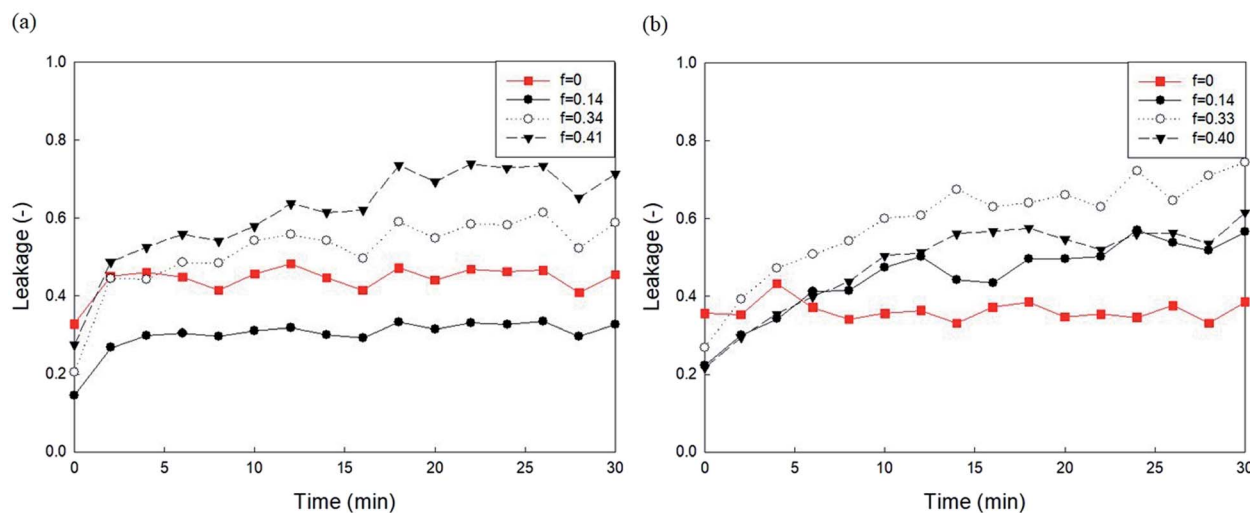 (a)
1.0
0.8
0.6
0.4
0.2
0.0
Leakage (-)
0 5 10 15 20 25 30
Time (min)
f=0
f=0.14
f=0.34
f=0.41
(b)
1.0
0.8
0.6
0.4
0.2
0.0
Leakage (-)
0 5 10 15 20 25 30
Time (min)
f=0
f=0.14
f=0.33
f=0.40